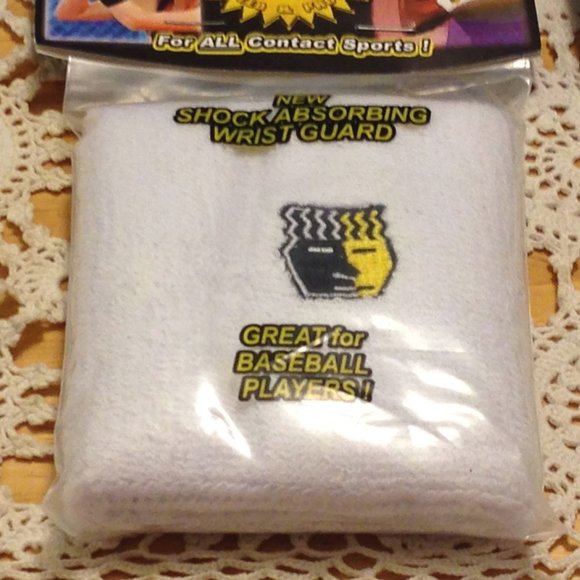 For ALL Contact Sports !
NEW
SHOCK ABSORBING
WRIST GUARD
GREAT for
BASEBALL
PLAYERS !